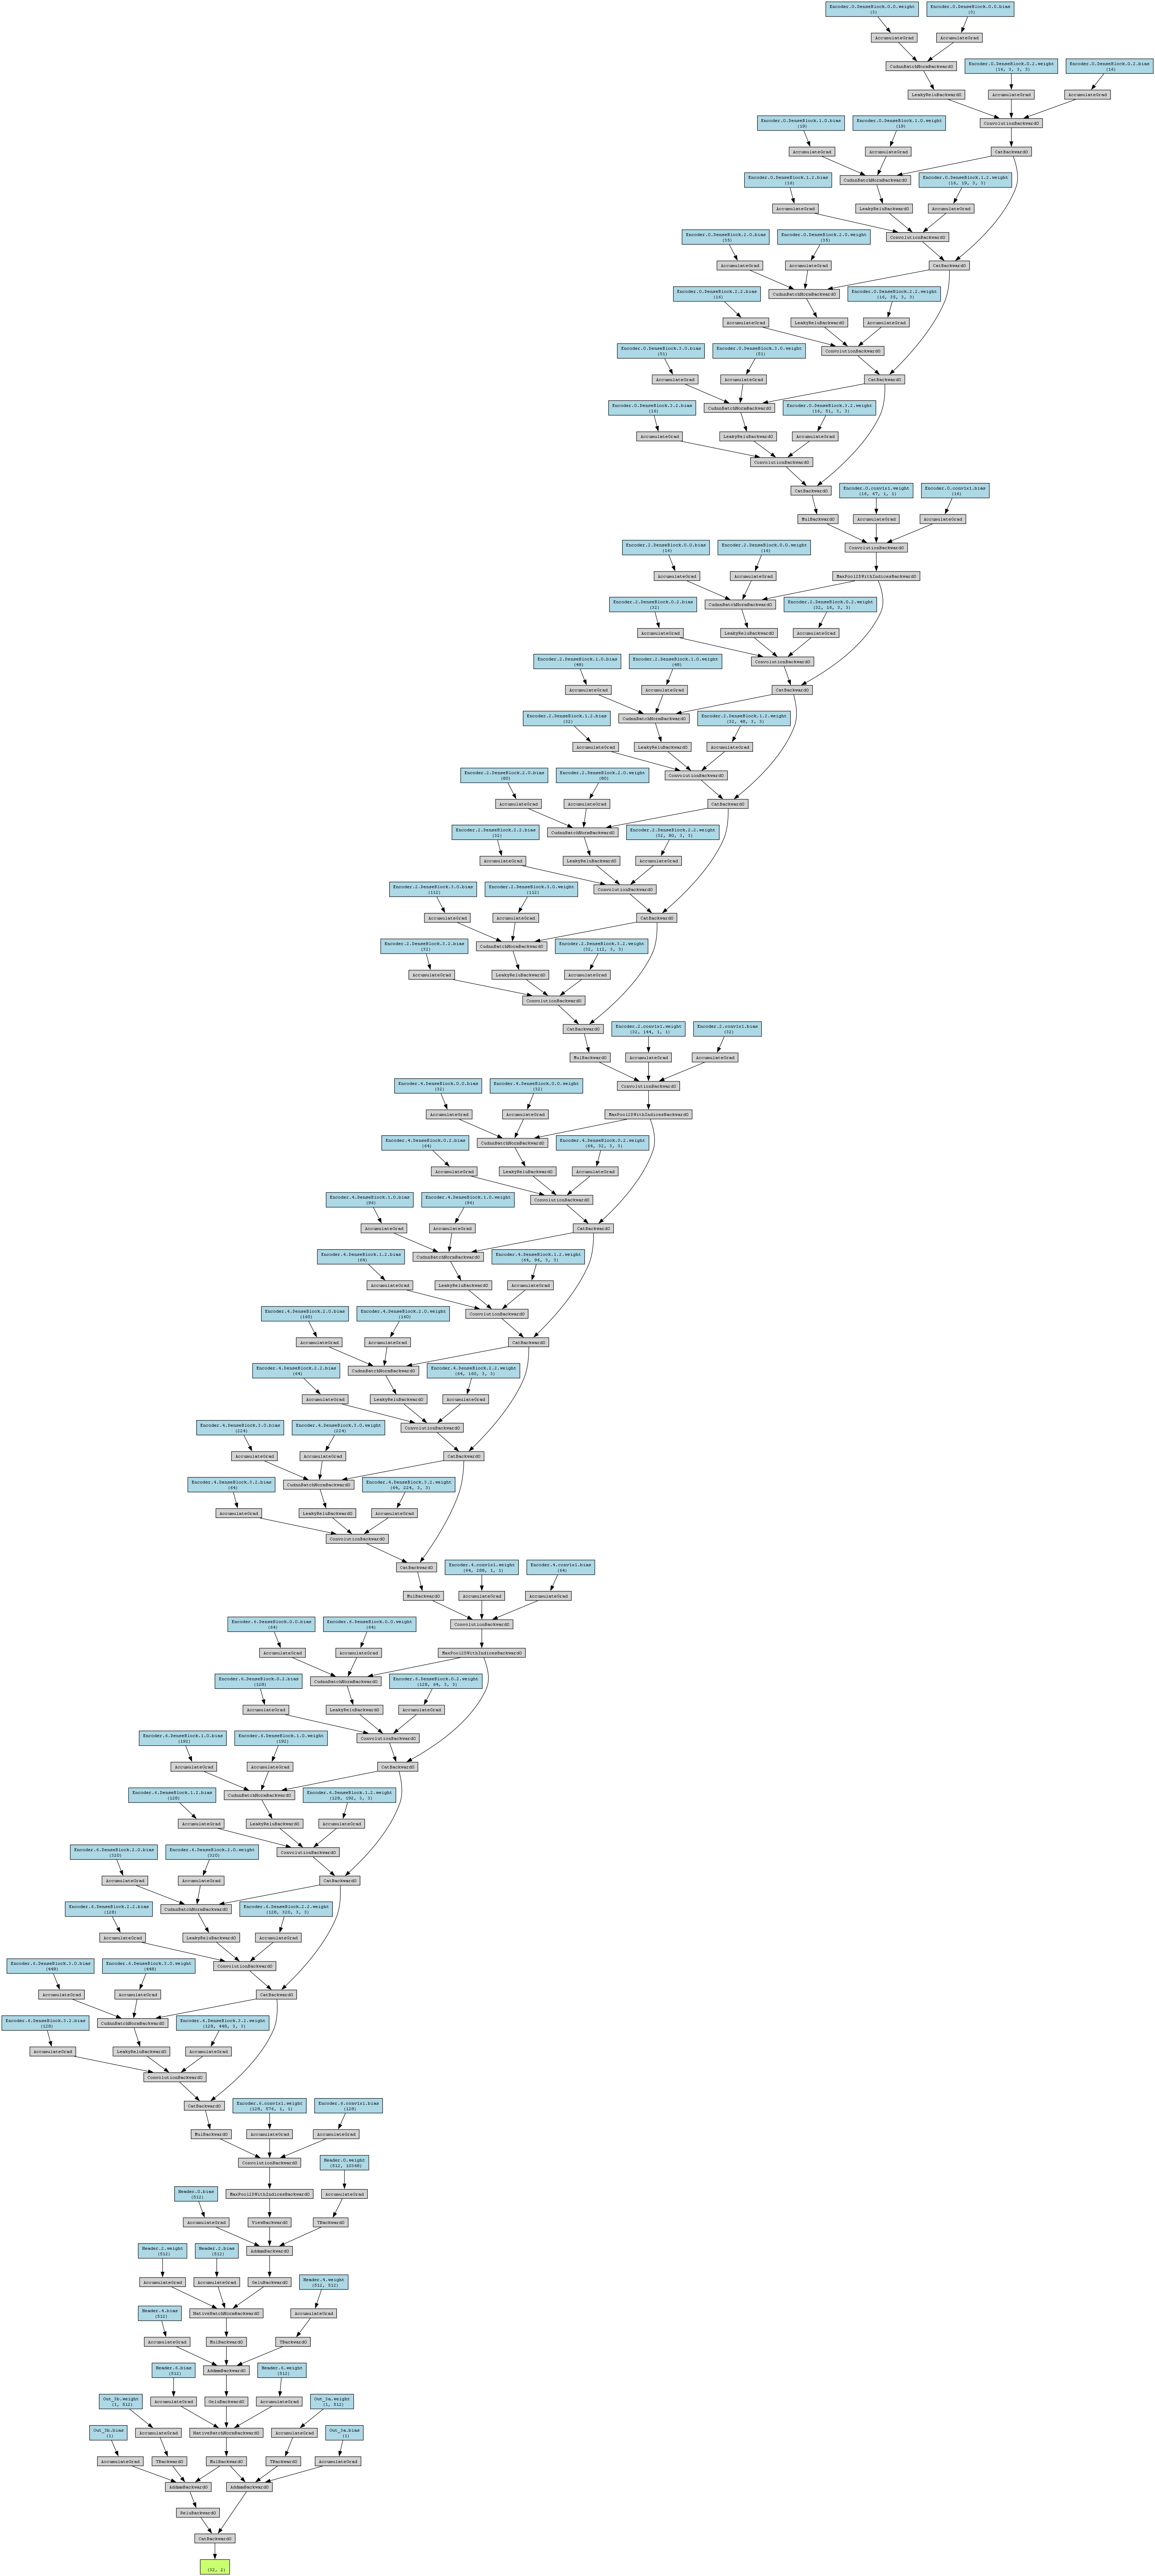 Encoder.0.DenseBlock.0.0.weight
(3)
Encoder.0.DenseBlock.0.0.bias
(3)
AccumulateGrad
AccumulateGrad
CudnnBatchNormBackward0
Encoder.0.DenseBlock.0.2.weight
(16, 3, 3, 3)
Encoder.0.DenseBlock.0.2.bias
(16)
LeakyReluBackward0
AccumulateGrad
AccumulateGrad
ConvolutionBackward0
Encoder.0.DenseBlock.1.0.bias
(19)
Encoder.0.DenseBlock.1.0.weight
(19)
AccumulateGrad
AccumulateGrad
CatBackward0
CudnnBatchNormBackward0
Encoder.0.DenseBlock.1.2.bias
(16)
Encoder.0.DenseBlock.1.2.weight
(16, 19, 3, 3)
AccumulateGrad
LeakyReluBackward0
AccumulateGrad
ConvolutionBackward0
Encoder.0.DenseBlock.2.0.bias
(35)
Encoder.0.DenseBlock.2.0.weight
(35)
AccumulateGrad
AccumulateGrad
CatBackward0
CudnnBatchNormBackward0
Encoder.0.DenseBlock.2.2.bias
(16)
Encoder.0.DenseBlock.2.2.weight
(16, 35, 3, 3)
AccumulateGrad
LeakyReluBackward0
AccumulateGrad
ConvolutionBackward0
Encoder.0.DenseBlock.3.0.bias
(51)
Encoder.0.DenseBlock.3.0.weight
(51)
AccumulateGrad
AccumulateGrad
CatBackward0
CudnnBatchNormBackward0
Encoder.0.DenseBlock.3.2.bias
(16)
Encoder.0.DenseBlock.3.2.weight
(16, 51, 3, 3)
AccumulateGrad
LeakyReluBackward0
AccumulateGrad
ConvolutionBackward0
CatBackward0
Encoder.0.conv1x1.weight
(16, 67, 1, 1)
Encoder.0.conv1x1.bias
(16)
MulBackward0
AccumulateGrad
AccumulateGrad
ConvolutionBackward0
Encoder.2.DenseBlock.0.0.bias
(16)
Encoder.2.DenseBlock.0.0.weight
(16)
AccumulateGrad
AccumulateGrad
MaxPool2DWithIndicesBackward0
CudnnBatchNormBackward0
Encoder.2.DenseBlock.0.2.bias
(32)
Encoder.2.DenseBlock.0.2.weight
(32, 16, 3, 3)
AccumulateGrad
LeakyReluBackward0
AccumulateGrad
ConvolutionBackward0
Encoder.2.DenseBlock.1.0.bias
(48)
Encoder.2.DenseBlock.1.0.weight
(48)
AccumulateGrad
AccumulateGrad
CatBackward0
CudnnBatchNormBackward0
Encoder.2.DenseBlock.1.2.bias
(32)
Encoder.2.DenseBlock.1.2.weight
(32, 48, 3, 3)
AccumulateGrad
LeakyReluBackward0
AccumulateGrad
ConvolutionBackward0
Encoder.2.DenseBlock.2.0.bias
(80)
Encoder.2.DenseBlock.2.0.weight
(80)
AccumulateGrad
AccumulateGrad
CatBackward0
CudnnBatchNormBackward0
Encoder.2.DenseBlock.2.2.bias
(32)
Encoder.2.DenseBlock.2.2.weight
(32, 80, 3, 3)
AccumulateGrad
LeakyReluBackward0
AccumulateGrad
ConvolutionBackward0
Encoder.2.DenseBlock.3.0.bias
(112)
Encoder.2.DenseBlock.3.0.weight
(112)
AccumulateGrad
AccumulateGrad
CatBackward0
CudnnBatchNormBackward0
Encoder.2.DenseBlock.3.2.bias
(32)
Encoder.2.DenseBlock.3.2.weight
(32, 112, 3, 3)
AccumulateGrad
LeakyReluBackward0
AccumulateGrad
ConvolutionBackward0
CatBackward0
Encoder.2.conv1x1.weight
(32, 144, 1, 1)
Encoder.2.conv1x1.bias
(32)
MulBackward0
AccumulateGrad
AccumulateGrad
ConvolutionBackward0
Encoder.4.DenseBlock.0.0.bias
(32)
Encoder.4.DenseBlock.0.0.weight
(32)
AccumulateGrad
AccumulateGrad
MaxPool2DWithIndicesBackward0
CudnnBatchNormBackward0
Encoder.4.DenseBlock.0.2.bias
(64)
Encoder.4.DenseBlock.0.2.weight
(64, 32, 3, 3)
AccumulateGrad
LeakyReluBackward0
AccumulateGrad
ConvolutionBackward0
Encoder.4.DenseBlock.1.0.bias
(96)
Encoder.4.DenseBlock.1.0.weight
(96)
AccumulateGrad
AccumulateGrad
CatBackward0
CudnnBatchNormBackward0
Encoder.4.DenseBlock.1.2.bias
(64)
Encoder.4.DenseBlock.1.2.weight
(64, 96, 3, 3)
AccumulateGrad
LeakyReluBackward0
AccumulateGrad
ConvolutionBackward0
Encoder.4.DenseBlock.2.0.bias
(160)
Encoder.4.DenseBlock.2.0.weight
(160)
AccumulateGrad
AccumulateGrad
CatBackward0
CudnnBatchNormBackward0
Encoder.4.DenseBlock.2.2.bias
(64)
Encoder.4.DenseBlock.2.2.weight
(64, 160, 3, 3)
AccumulateGrad
LeakyReluBackward0
AccumulateGrad
ConvolutionBackward0
Encoder.4.DenseBlock.3.0.bias
(224)
Encoder.4.DenseBlock.3.0.weight
(224)
AccumulateGrad
AccumulateGrad
CatBackward0
CudnnBatchNormBackward0
Encoder.4.DenseBlock.3.2.bias
(64)
Encoder.4.DenseBlock.3.2.weight
(64, 224, 3, 3)
AccumulateGrad
LeakyReluBackward0
AccumulateGrad
ConvolutionBackward0
CatBackward0
Encoder.4.conv1x1.weight
(64, 288, 1, 1)
Encoder.4.conv1x1.bias
(64)
MulBackward0
AccumulateGrad
AccumulateGrad
ConvolutionBackward0
Encoder.6.DenseBlock.0.0.bias
(64)
Encoder.6.DenseBlock.0.0.weight
(64)
AccumulateGrad
AccumulateGrad
MaxPool2DWithIndicesBackward0
CudnnBatchNormBackward0
Encoder.6.DenseBlock.0.2.bias
(128)
Encoder.6.DenseBlock.0.2.weight
(128, 64, 3, 3)
AccumulateGrad
LeakyReluBackward0
AccumulateGrad
ConvolutionBackward0
Encoder.6.DenseBlock.1.0.bias
(192)
Encoder.6.DenseBlock.1.0.weight
(192)
AccumulateGrad
AccumulateGrad
CatBackward0
CudnnBatchNormBackward0
Encoder.6.DenseBlock.1.2.bias
(128)
Encoder.6.DenseBlock.1.2.weight
(128, 192, 3, 3)
AccumulateGrad
LeakyReluBackward0
AccumulateGrad
ConvolutionBackward0
Encoder.6.DenseBlock.2.0.bias
(320)
Encoder.6.DenseBlock.2.0.weight
(320)
AccumulateGrad
AccumulateGrad
CatBackward0
CudnnBatchNormBackward0
Encoder.6.DenseBlock.2.2.bias
(128)
Encoder.6.DenseBlock.2.2.weight
(128, 320, 3, 3)
AccumulateGrad
LeakyReluBackward0
AccumulateGrad
ConvolutionBackward0
Encoder.6.DenseBlock.3.0.bias
(448)
Encoder.6.DenseBlock.3.0.weight
(448)
AccumulateGrad
AccumulateGrad
CatBackward0
CudnnBatchNormBackward0
Encoder.6.DenseBlock.3.2.bias
(128)
Encoder.6.DenseBlock.3.2.weight
(128, 448, 3, 3)
AccumulateGrad
LeakyReluBackward0
AccumulateGrad
ConvolutionBackward0
CatBackward0
Encoder.6.conv1x1.weight
(128, 576, 1, 1)
Encoder.6.conv1x1.bias
(128)
MulBackward0
AccumulateGrad
AccumulateGrad
ConvolutionBackward0
Header.0.weight
(512, 10368)
Header.0.bias
(512)
MaxPool2DWithIndicesBackward0
AccumulateGrad
AccumulateGrad
ViewBackward0
TBackward0
AddmmBackward0
Header.2.weight
(512)
Header.2.bias
(512)
AccumulateGrad
AccumulateGrad
GeluBackward0
Header.4.weight
(512, 512)
NativeBatchNormBackward0
AccumulateGrad
Header.4.bias
(512)
AccumulateGrad
MulBackward0
TBackward0
AddmmBackward0
Header.6.bias
(512)
Header.6.weight
(512)
AccumulateGrad
GeluBackward0
AccumulateGrad
Out_3b.weight
(1, 512)
Out_3a.weight
(1, 512)
Out_3b.bias
(1)
AccumulateGrad
NativeBatchNormBackward0
AccumulateGrad
Out_3a.bias
(1)
AccumulateGrad
TBackward0
MulBackward0
TBackward0
AccumulateGrad
AddmmBackward0
AddmmBackward0
CatBackward0
(32, 2)